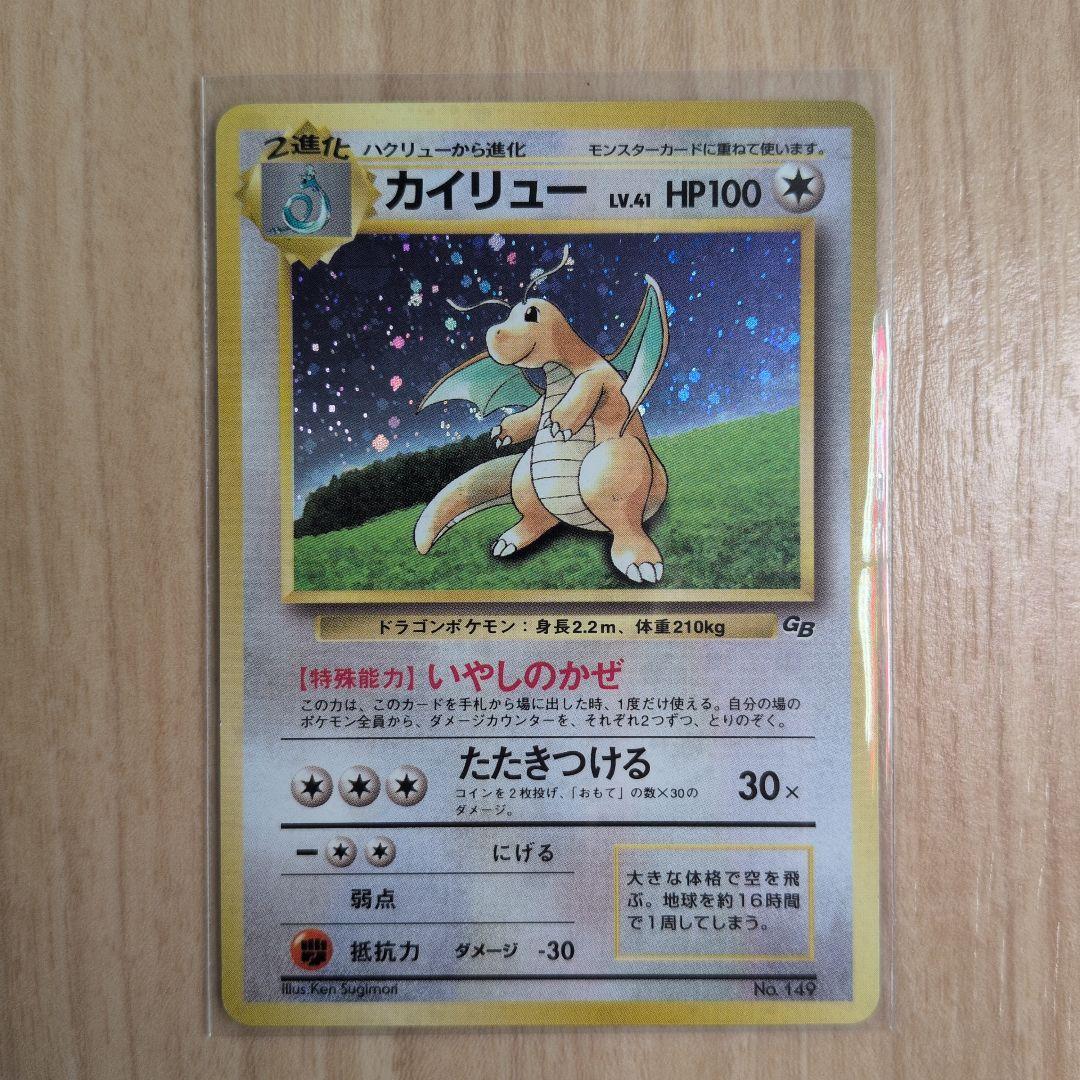 2進化 ハクリューから進化 モンスターカードに重ねて使います。
カイリュー LV.41 HP100
ドラゴンポケモン：身長2.2m、体重210kg GB
【特殊能力】いやしのかぜ
この力は、このカードを手札から場に出した時、1度だけ使える。自分の場の
ポケモン全員から、ダメージカウンターを、それぞれ2つずつ、とりのぞく。
たたきつける 30×
コインを2枚投げ、「おもて」の数×30の
ダメージ。
ー にげる
弱点
抵抗力 ダメージ -30
大きな体格で空を飛
ぶ。地球を約16時間
で1周してしまう。
Illus.Ken Sugimori No. 149